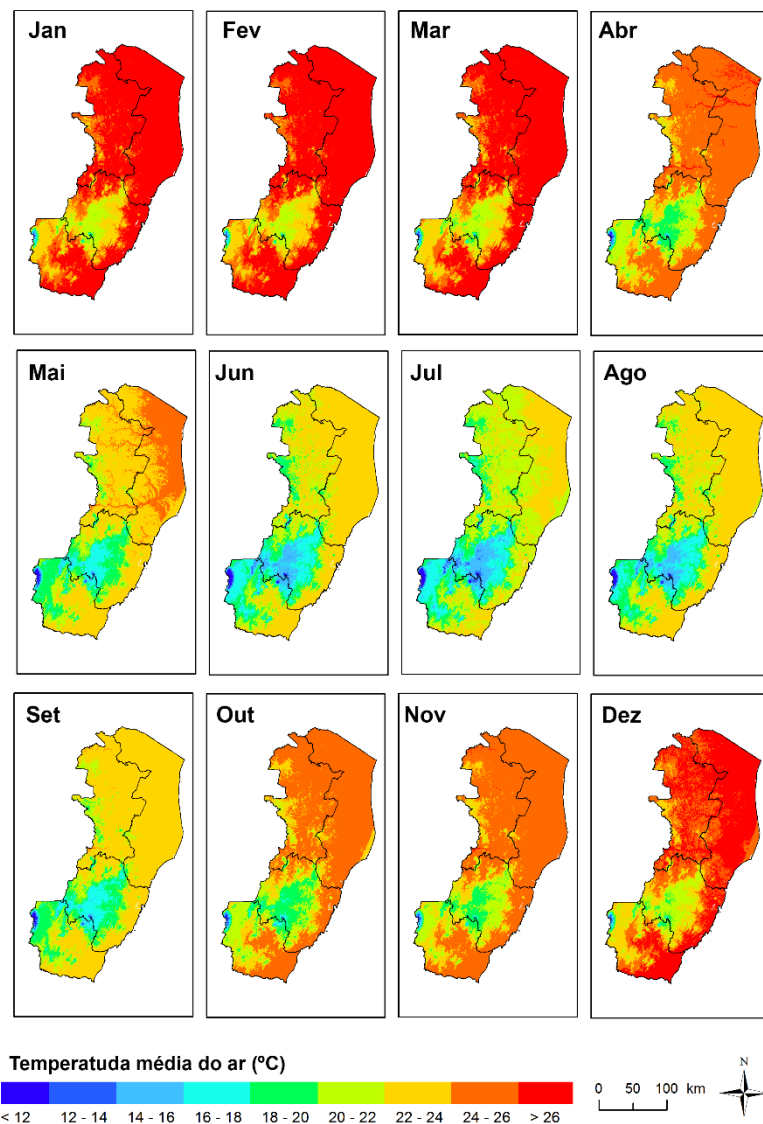 Jan Fev Mar Abr
Mai Jun Jul Ago
Set Out Nov Dez
Temperatuda média do ar (ºC)
< 12 12 - 14 14 - 16 16 - 18 18 - 20 20 - 22 22 - 24 24 - 26 > 26
0 50 100 km
N